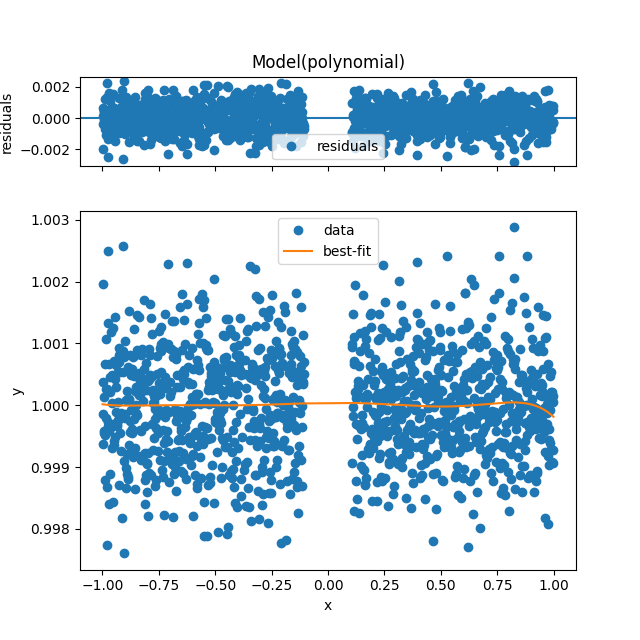 Model(polynomial)
residuals
0.002
0.000
−0.002
residuals
y
1.003
1.002
1.001
1.000
0.999
0.998
data
best-fit
−1.00 −0.75 −0.50 −0.25 0.00 0.25 0.50 0.75 1.00
x